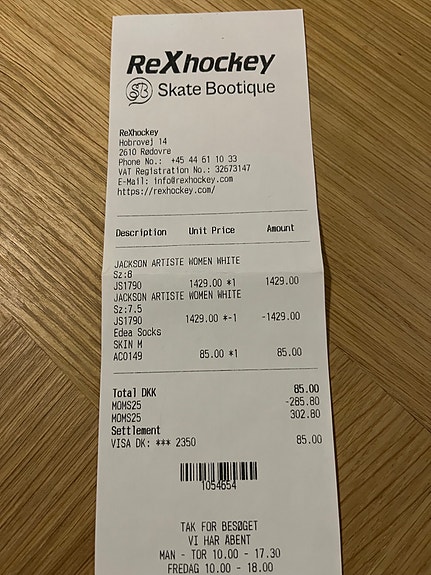 ReXhockey
SB Skate Bootique
ReXhockey
Hobrovej 14
2610 Rødovre
Phone No.: +45 44 61 10 33
VAT Registration No.: 32673147
E-Mail: info@rexhockey.com
https://rexhockey.com/
Description Unit Price Amount
JACKSON ARTISTE WOMEN WHITE
Sz:6
JS1790 1429.00 *1 1429.00
JACKSON ARTISTE WOMEN WHITE
Sz:7.5
JS1790 1429.00 *-1 -1429.00
Edea Socks
SKIN M
AC0149 85.00 *1 85.00
Total DKK 85.00
MOMS25 -285.80
MOMS25 302.80
Settlement
VISA DK: *** 2350 85.00
1054654
TAK FOR BESØGET
VI HAR ÅBENT
MAN - TOR 10.00 - 17.30
FREDAG 10.00 - 18.00